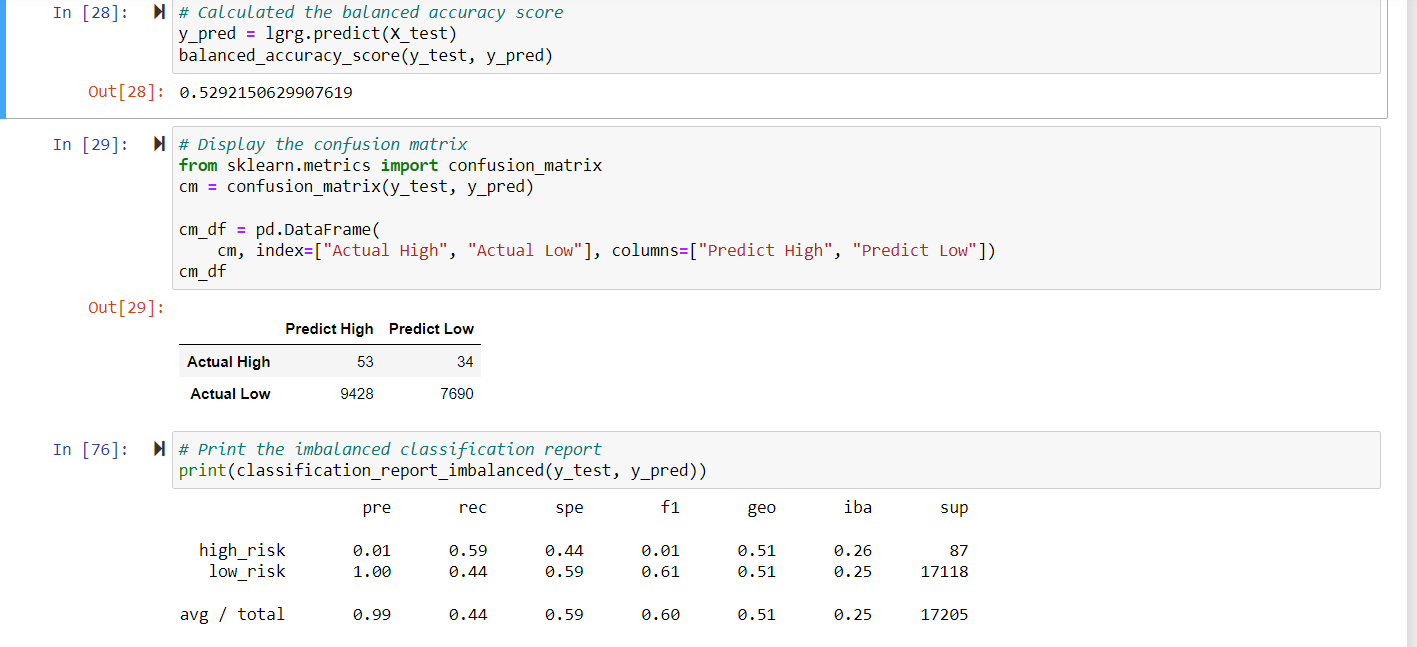 In [28]: # Calculated the balanced accuracy score
y_pred = lgrg.predict(X_test)
balanced_accuracy_score(y_test, y_pred)
Out[28]: 0.5292150629907619
In [29]: # Display the confusion matrix
from sklearn.metrics import confusion_matrix
cm = confusion_matrix(y_test, y_pred)
cm_df = pd.DataFrame(
cm, index=["Actual High", "Actual Low"], columns=["Predict High", "Predict Low"])
cm_df
Out[29]:
Predict High Predict Low
Actual High 53 34
Actual Low 9428 7690
In [76]: # Print the imbalanced classification report
print(classification_report_imbalanced(y_test, y_pred))
pre rec spe f1 geo iba sup
high_risk 0.01 0.59 0.44 0.01 0.51 0.26 87
low_risk 1.00 0.44 0.59 0.61 0.51 0.25 17118
avg / total 0.99 0.44 0.59 0.60 0.51 0.25 17205